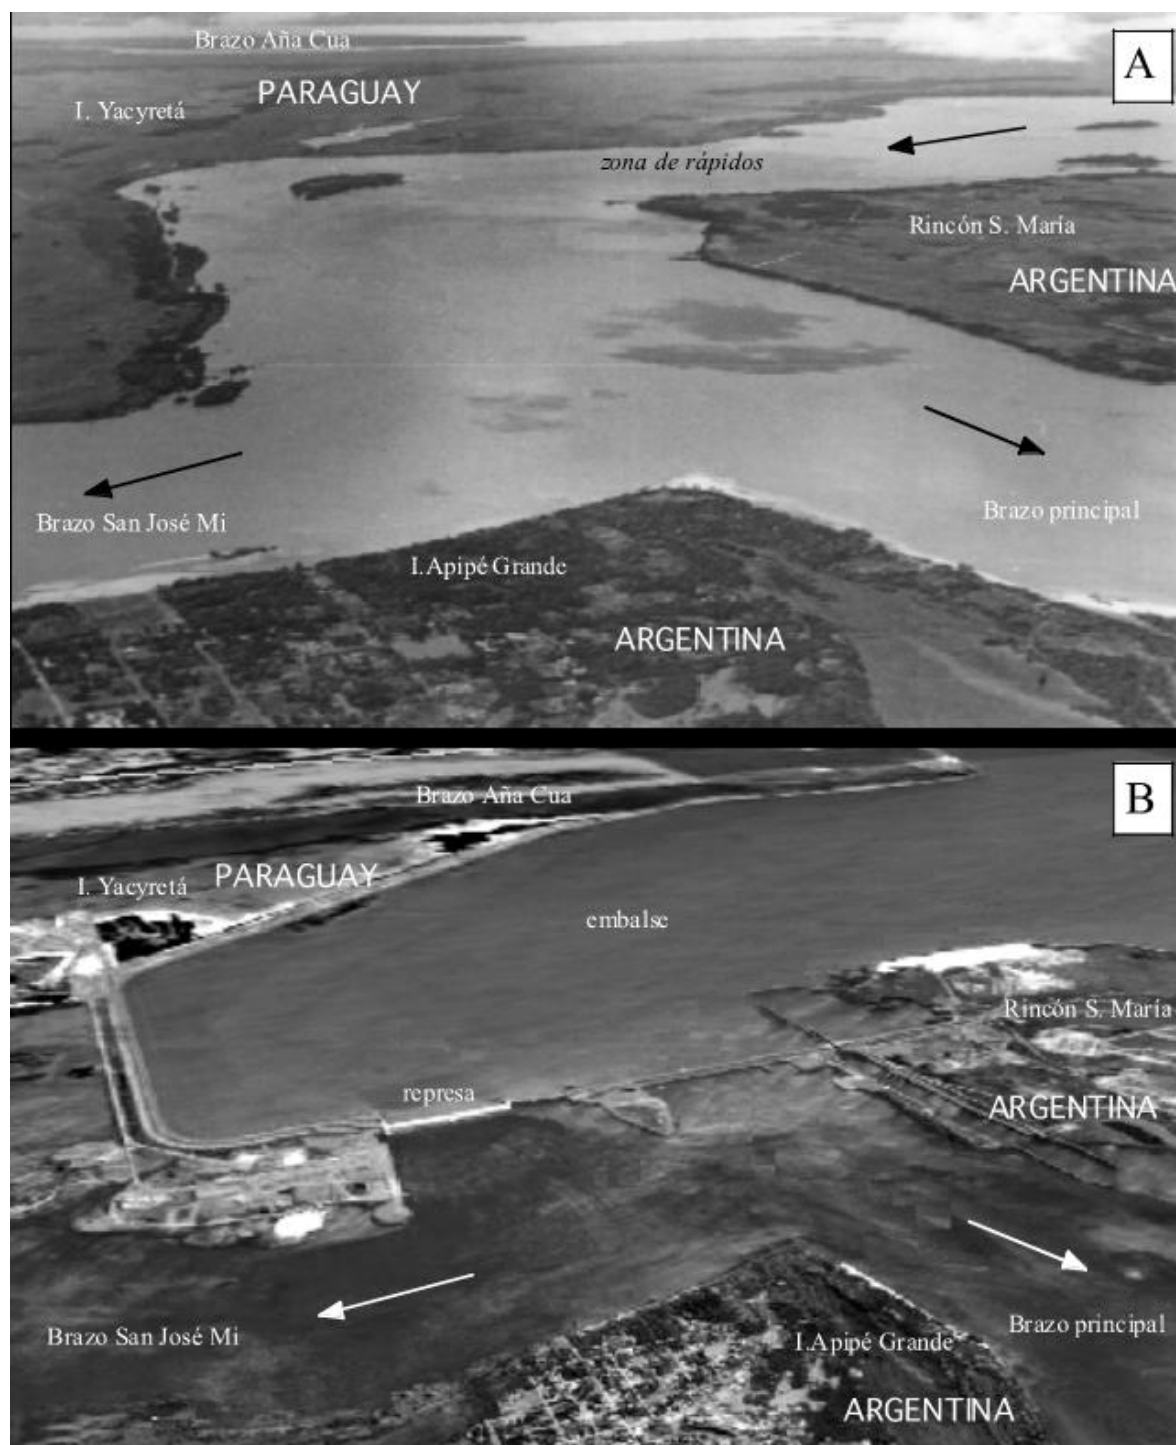 Brazo Aña Cua
A
PARAGUAY
I. Yacyretá
zona de rápidos
Rincón S. María
ARGENTINA
Brazo San José Mi
Brazo principal
I.Apipé Grande
ARGENTINA
B
Brazo Aña Cua
PARAGUAY
I. Yacyretá
embalse
Rincón S. María
represa
ARGENTINA
Brazo San José Mi
Brazo principal
I.Apipé Grande
ARGENTINA